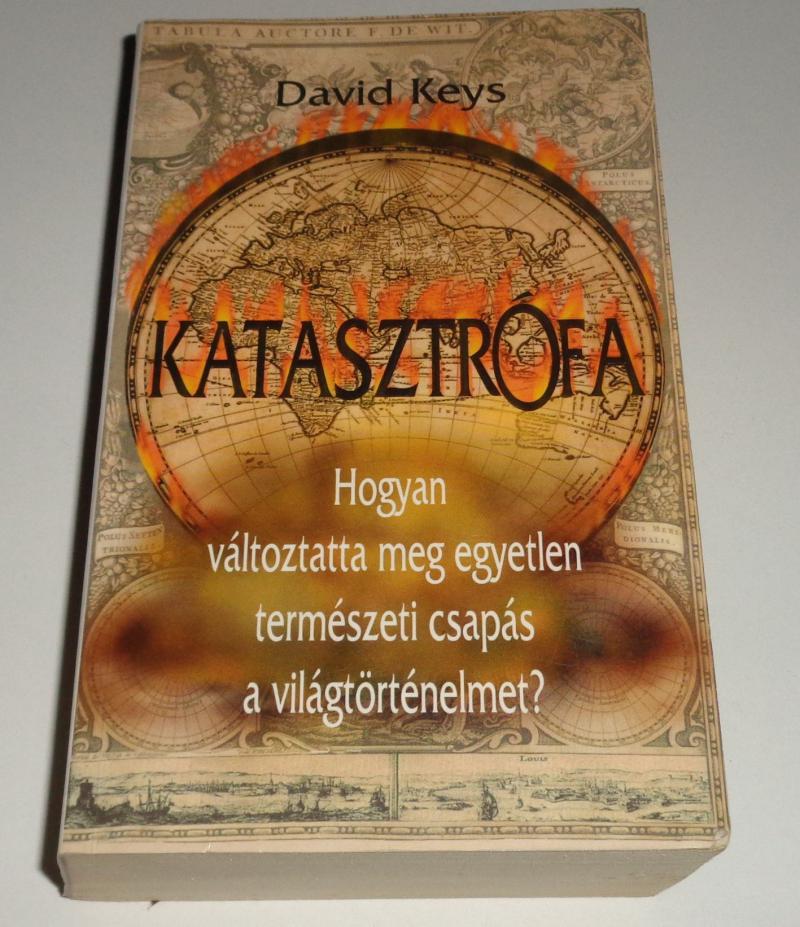 TABULA AUCTORE F. DE WIT.
David Keys
POLUS
ANTARCTICUS
KATASZTRÓFA
Hogyan
változtatta meg egyetlen
természeti csapás
a világtörténelmet?
POLUS SEPTEN
TRIONALIS
POLUS MERI
DIONALIS